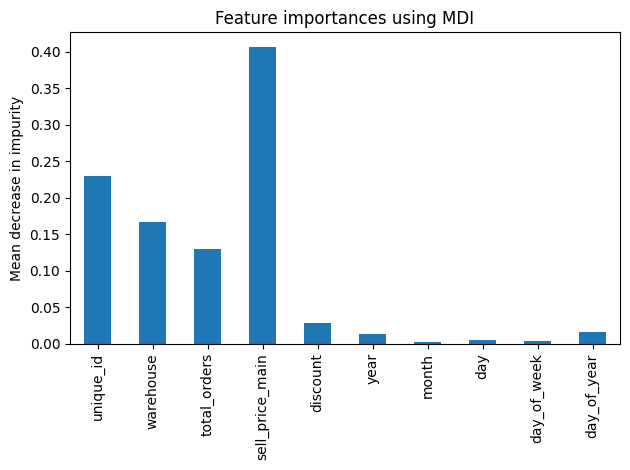 Feature importances using MDI
Mean decrease in impurity
0.40
0.35
0.30
0.25
0.20
0.15
0.10
0.05
0.00
unique_id
warehouse
total_orders
sell_price_main
discount
year
month
day
day_of_week
day_of_year